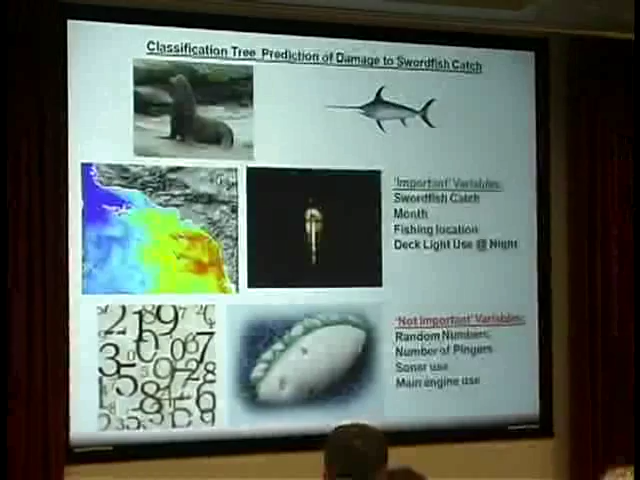 Classification Tree Prediction of Damage to Swordfish Catch
'Important' Variables:
Swordfish Catch
Month
Fishing location
Deck Light Use @ Night
'Not Important' Variables:
Random Numbers
Number of Pingers
Sonar use
Main engine use